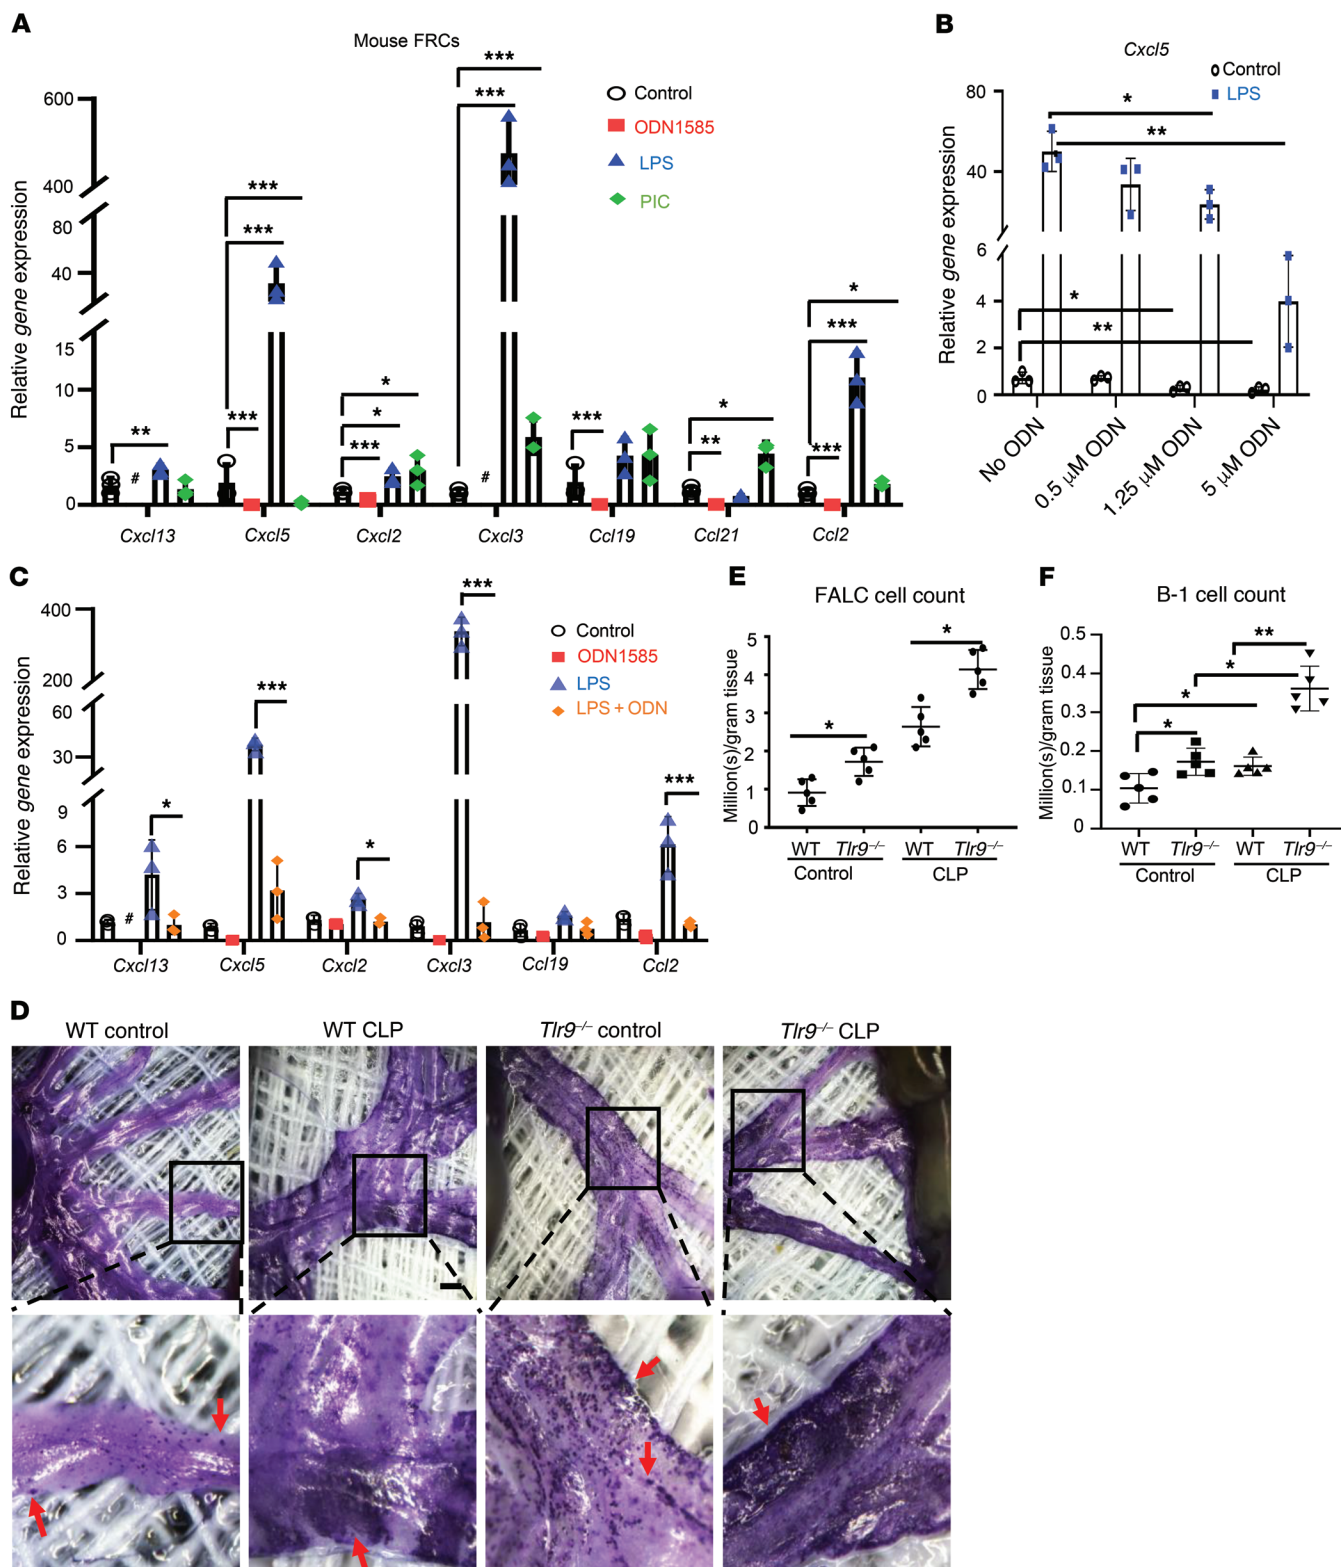 A
Mouse FRCs
Relative gene expression
600
400
80
40
15
10
5
0
Control
ODN1585
LPS
PIC
***
***
***
***
***
**
#
***
*
*
***
#
***
*
**
*
***
***
Cxcl13
Cxcl5
Cxcl2
Cxcl3
Ccl19
Ccl21
Ccl2
B
Cxcl5
Control
LPS
Relative gene expression
80
40
6
4
2
0
*
**
*
**
No ODN
0.5 µM ODN
1.25 µM ODN
5 µM ODN
C
Relative gene expression
400
200
60
30
9
6
3
0
Control
ODN1585
LPS
LPS + ODN
***
***
*
#
*
***
Cxcl13
Cxcl5
Cxcl2
Cxcl3
Ccl19
Ccl2
E
FALC cell count
Million(s)/gram tissue
5
4
3
2
1
0
*
*
WT
Tlr9–/–
WT
Tlr9–/–
Control
CLP
F
B-1 cell count
Million(s)/gram tissue
0.5
0.4
0.3
0.2
0.1
0
**
*
*
*
WT
Tlr9–/–
WT
Tlr9–/–
Control
CLP
D
WT control
WT CLP
Tlr9–/– control
Tlr9–/– CLP